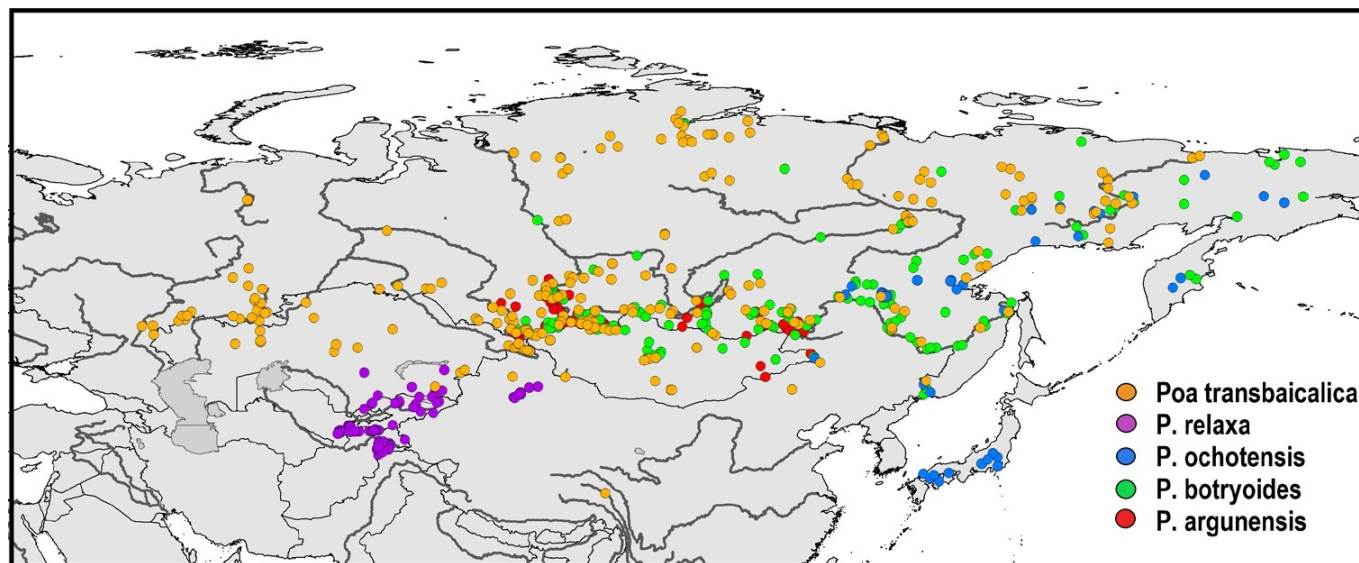 Poa transbaicalica
P. relaxa
P. ochotensis
P. botryoides
P. argunensis